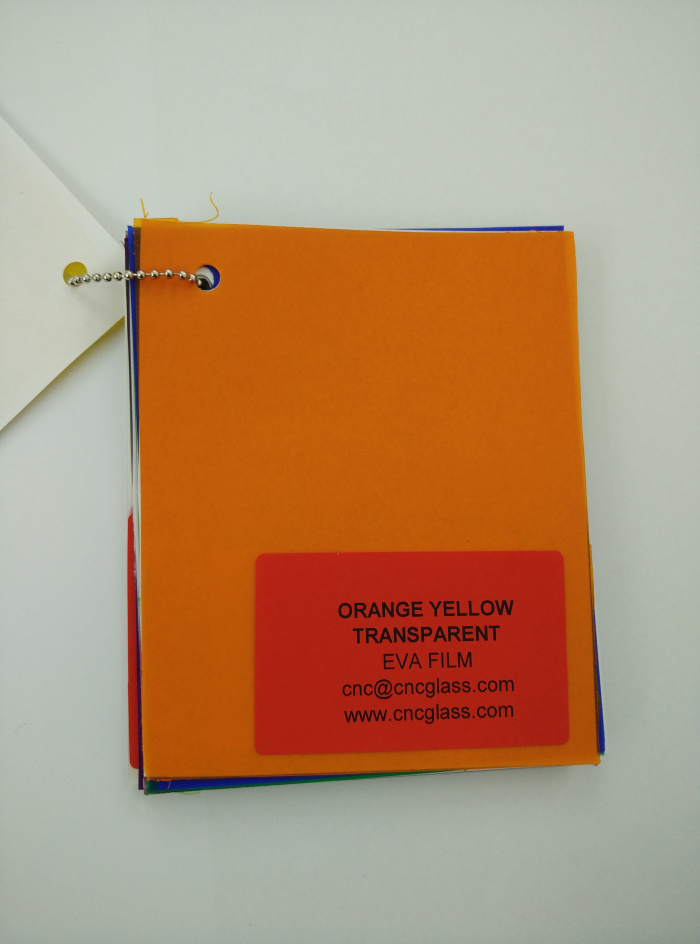 ORANGE YELLOW
TRANSPARENT
EVA FILM
cnc@cncglass.com
www.cncglass.com